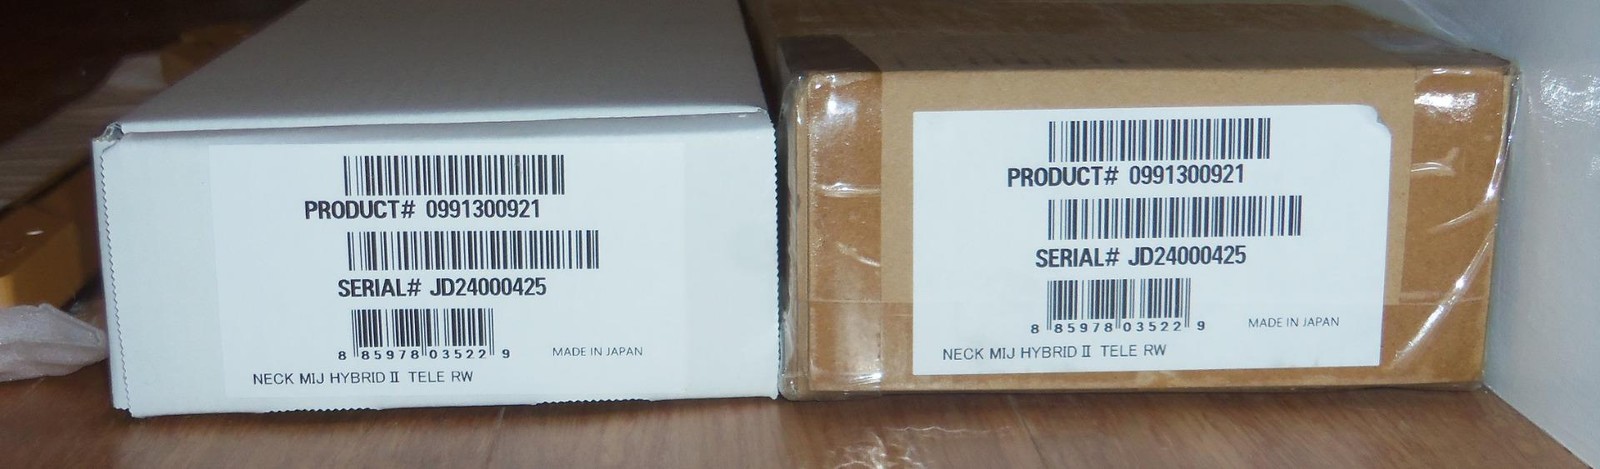 PRODUCT# 0991300921
SERIAL# JD24000425
8 85978 03522 9
MADE IN JAPAN
NECK MIJ HYBRID Ⅱ TELE RW
PRODUCT# 0991300921
SERIAL# JD24000425
8 85978 03522 9
MADE IN JAPAN
NECK MIJ HYBRID Ⅱ TELE RW